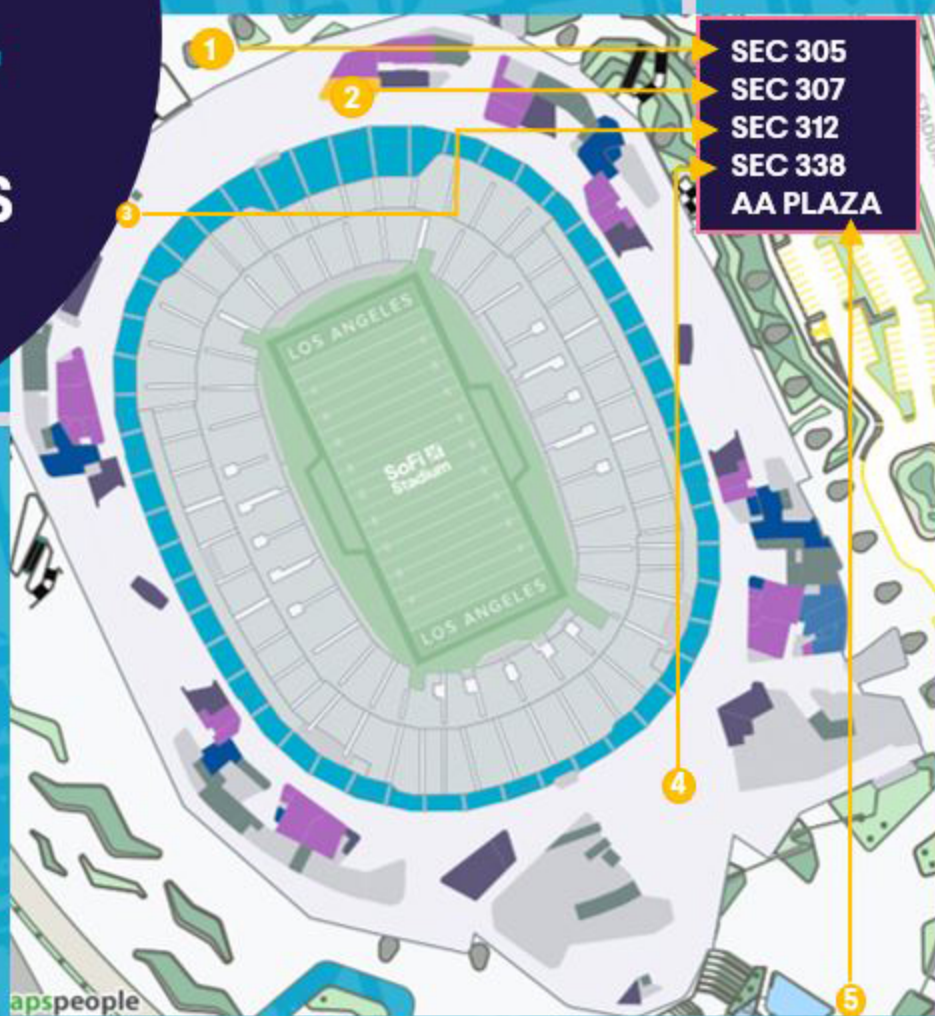 S
1
SEC 305
2
SEC 307
SEC 312
SEC 338
AA PLAZA
3
LOS ANGELES
SoFi
Stadium
LOS ANGELES
4
5
apspeople